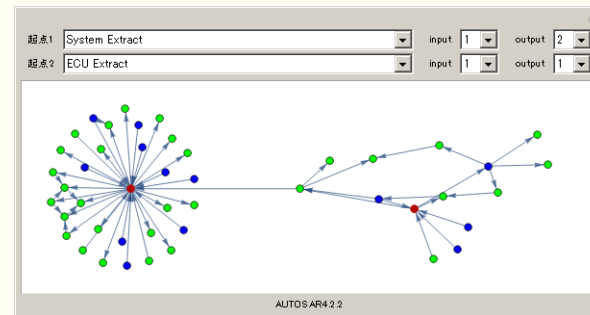 起点1 System Extract input 1 output 2
起点2 ECU Extract input 1 output 1
AUTOSAR4.2.2